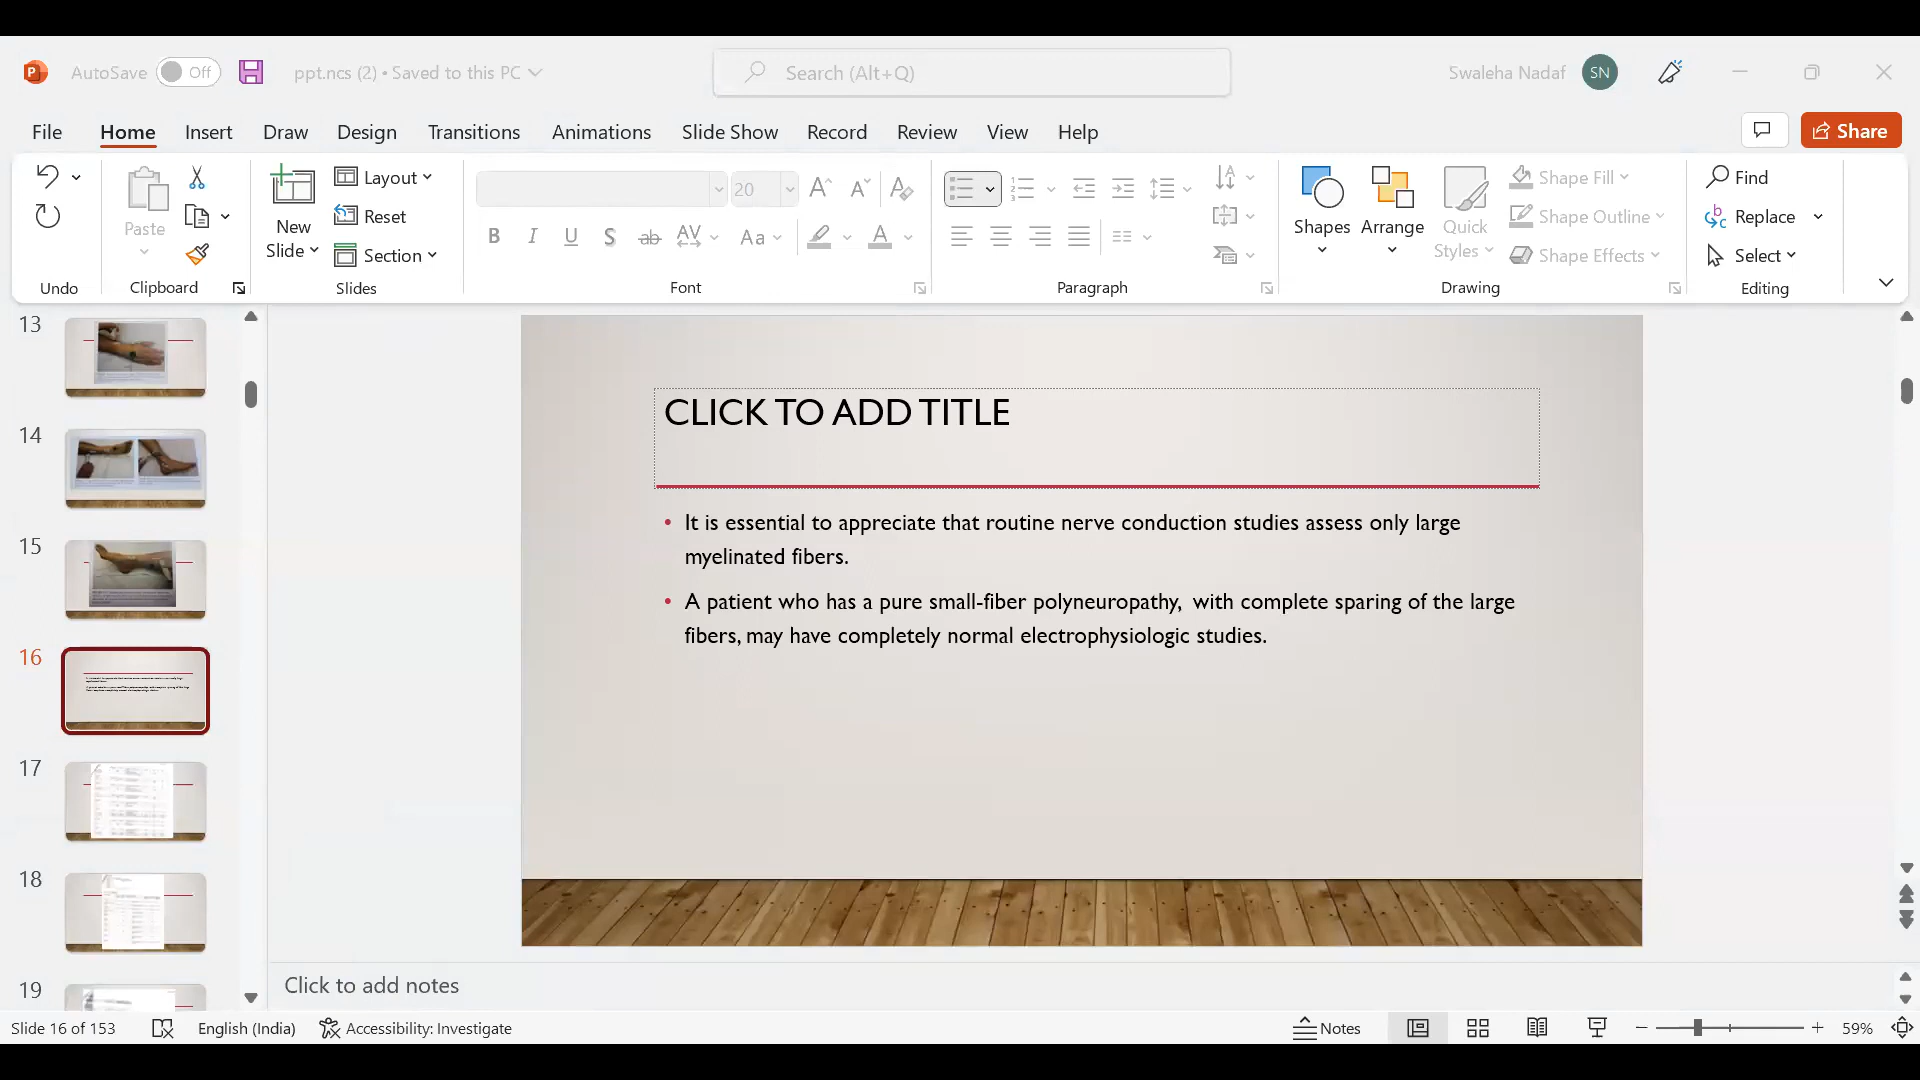 AutoSave Off ppt.ncs (2) • Saved to this PC Search (Alt+Q) Swaleha Nadaf SN
File Home Insert Draw Design Transitions Animations Slide Show Record Review View Help Share
Layout
Find
20
Shape Fill
Paste New Slide
Reset
Shapes Arrange Quick Styles
Shape Outline
Replace
Section
Shape Effects
Select
Undo Clipboard Slides Font Paragraph Drawing Editing
13
14
15
16
17
18
19
CLICK TO ADD TITLE
• It is essential to appreciate that routine nerve conduction studies assess only large
myelinated fibers.
• A patient who has a pure small-fiber polyneuropathy, with complete sparing of the large
fibers, may have completely normal electrophysiologic studies.
Click to add notes
Slide 16 of 153 English (India) Accessibility: Investigate Notes 59%